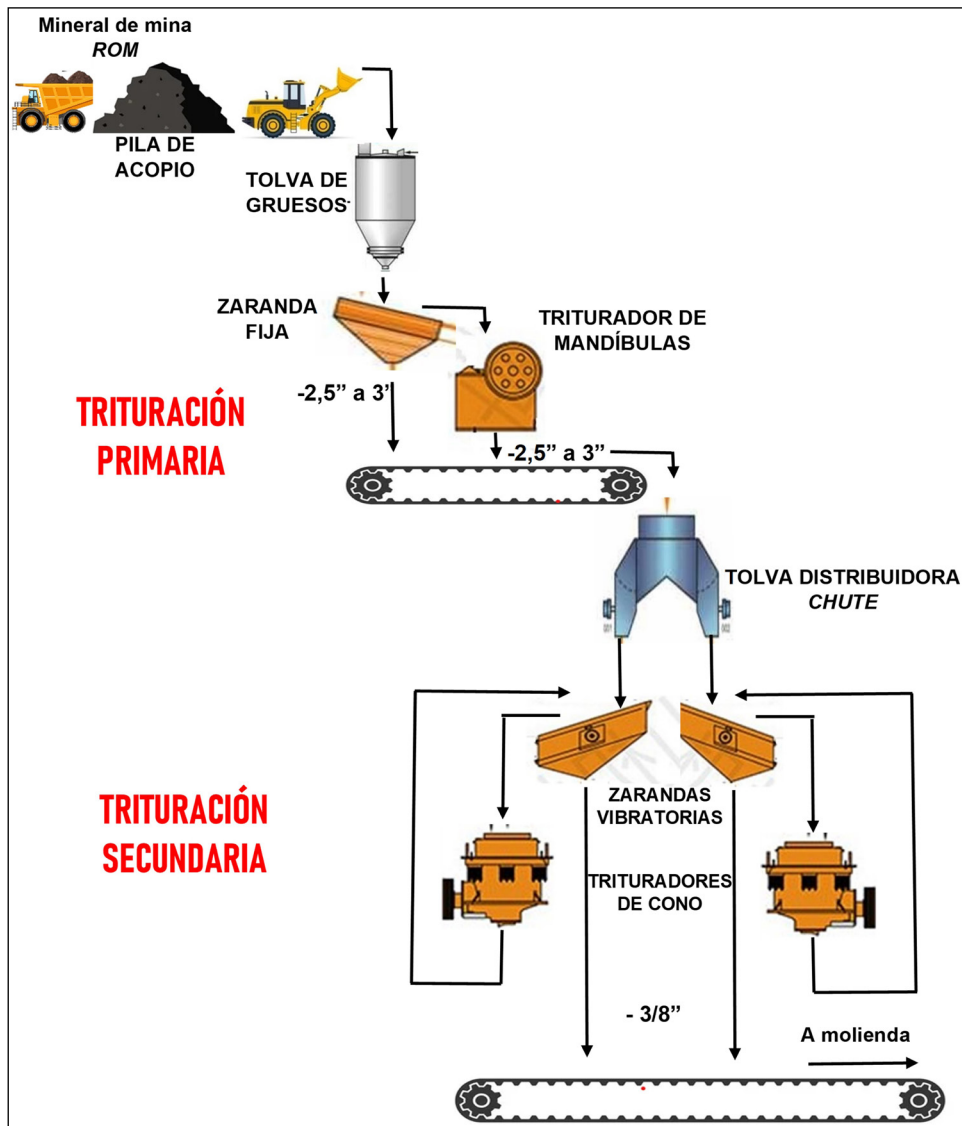 Mineral de mina
ROM
PILA DE
ACOPIO
TOLVA DE
GRUESOS
ZARANDA
FIJA
TRITURADOR DE
MANDÍBULAS
-2,5” a 3’
TRITURACIÓN
PRIMARIA
-2,5” a 3”
TOLVA DISTRIBUIDORA
CHUTE
ZARANDAS
VIBRATORIAS
TRITURACIÓN
SECUNDARIA
TRITURADORES
DE CONO
- 3/8”
A molienda